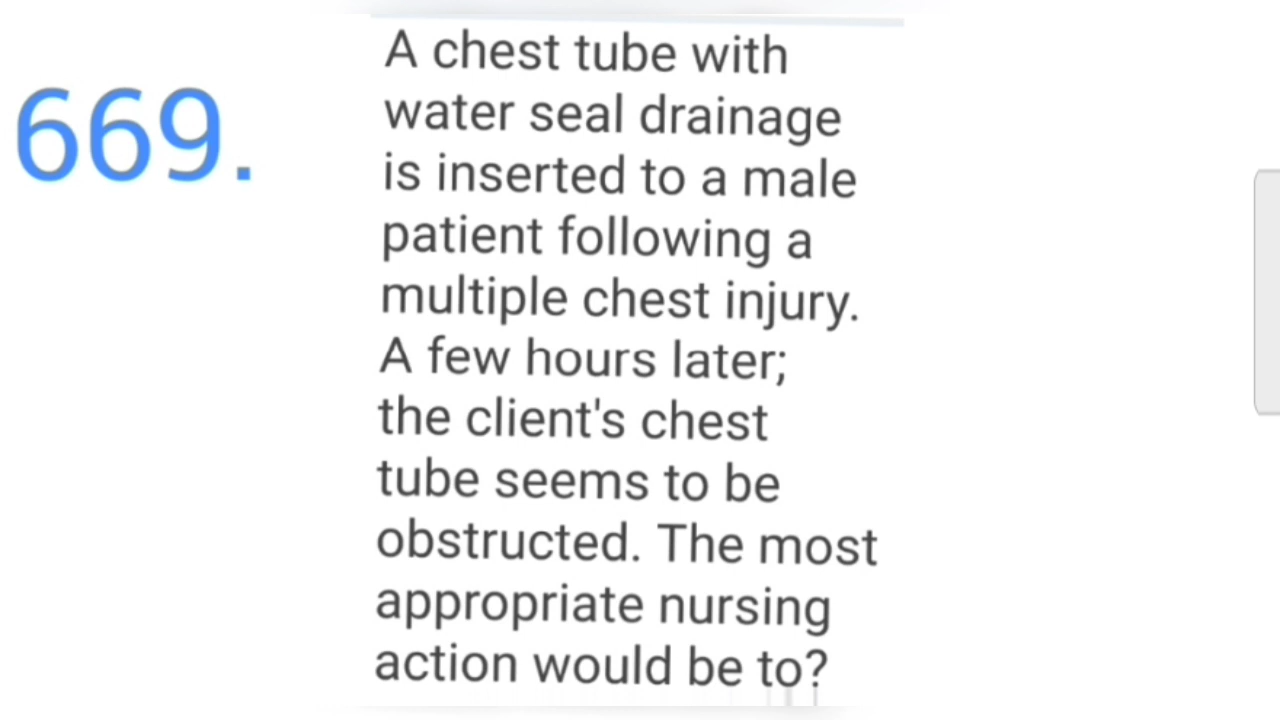 669.
A chest tube with
water seal drainage
is inserted to a male
patient following a
multiple chest injury.
A few hours later;
the client's chest
tube seems to be
obstructed. The most
appropriate nursing
action would be to?